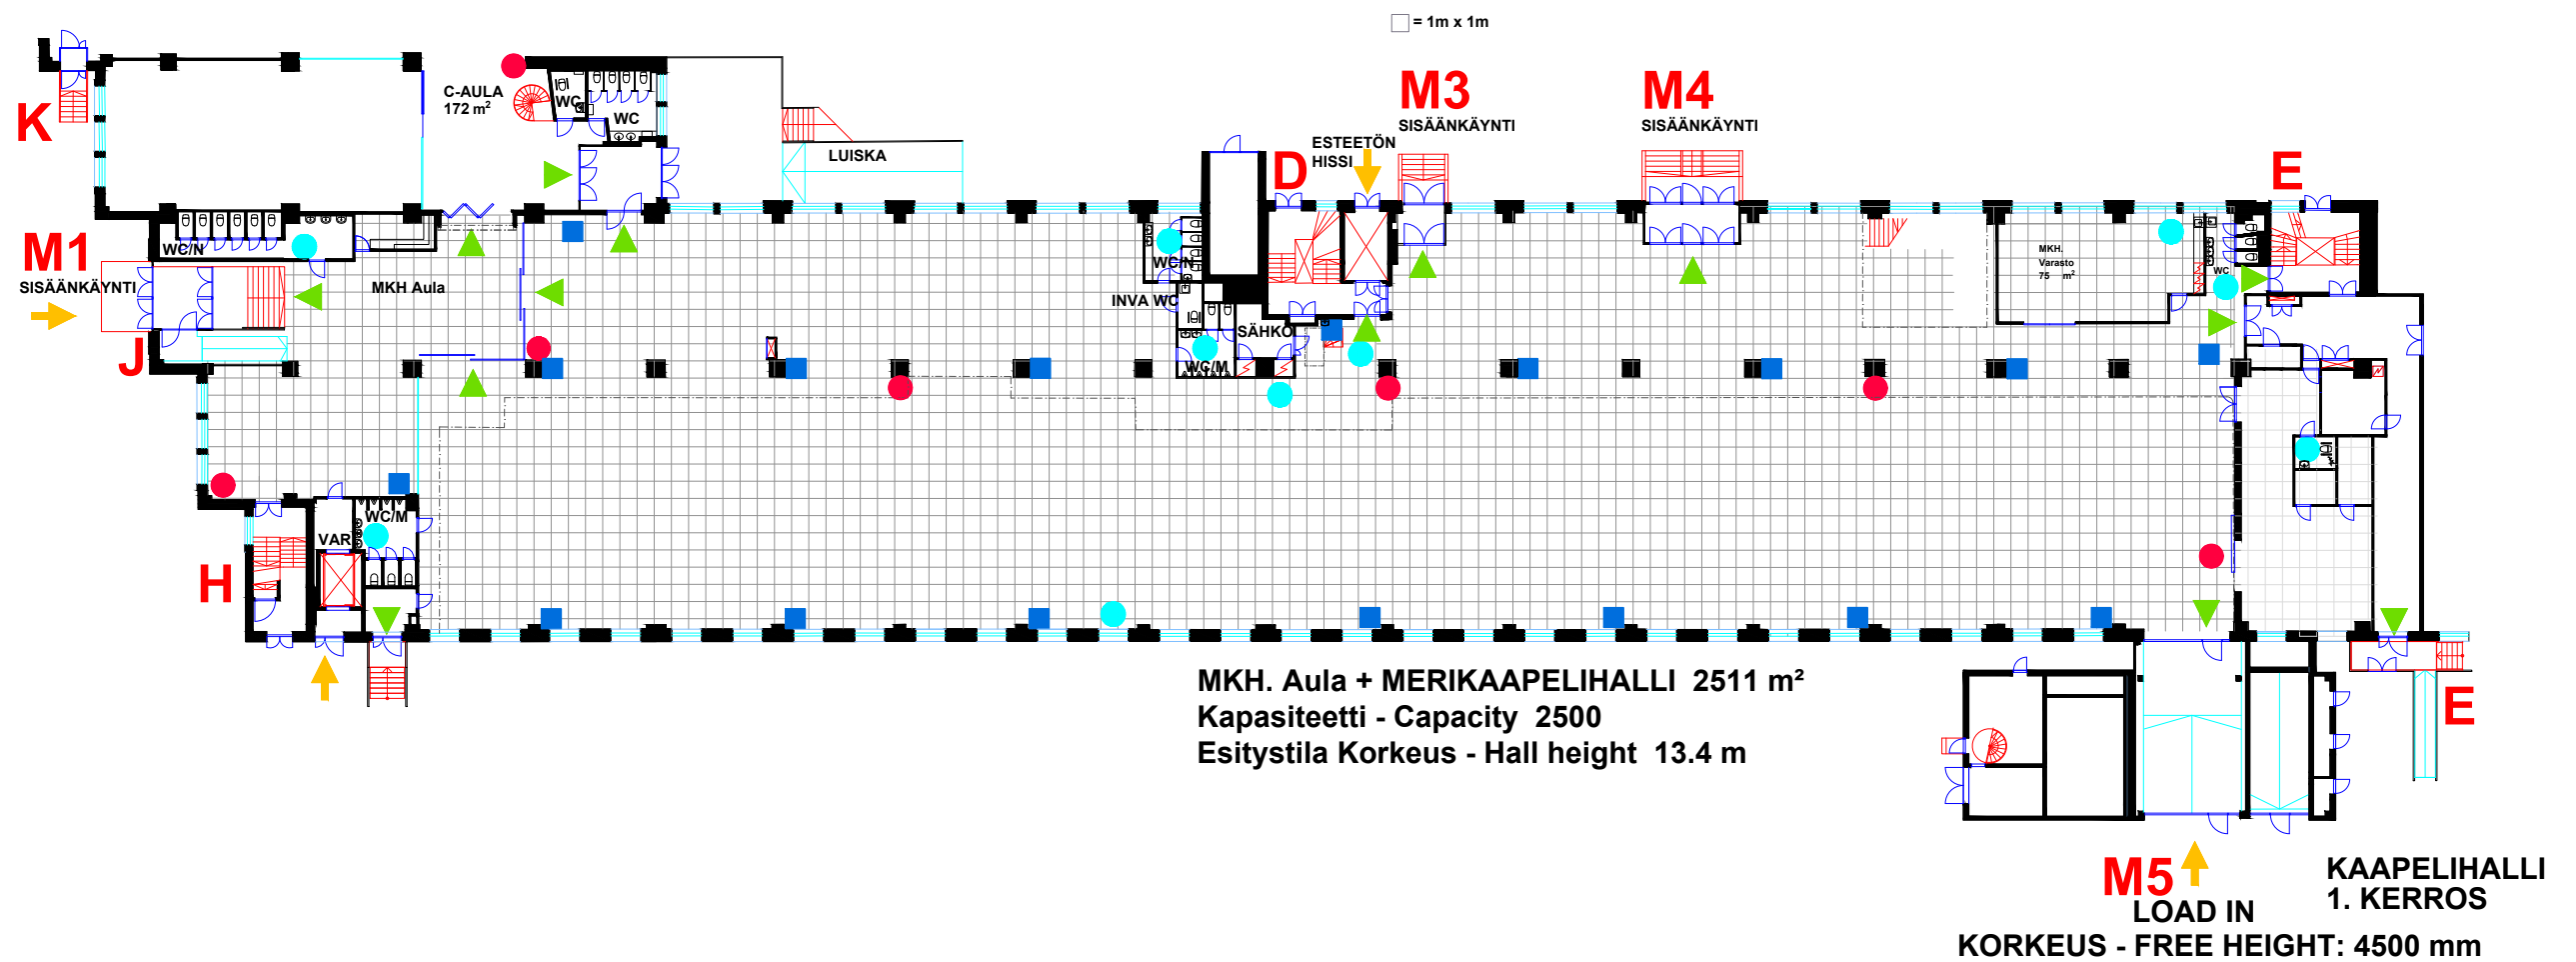 = 1m x 1m
K
C-AULA
172 m²
WC
WC
LUISKA
D
ESTEETÖN
HISSI
M3
SISÄÄNKÄYNTI
M4
SISÄÄNKÄYNTI
E
M1
SISÄÄNKÄYNTI
WC/N
MKH Aula
J
WC/N
INVA WC
SÄHKÖ
WC/M
MKH.
Varasto
75 m²
WC
H
VAR
WC/M
MKH. Aula + MERIKAAPELIHALLI 2511 m²
Kapasiteetti - Capacity 2500
Esitystila Korkeus - Hall height 13.4 m
E
M5
LOAD IN
KORKEUS - FREE HEIGHT: 4500 mm
KAAPELIHALLI
1. KERROS